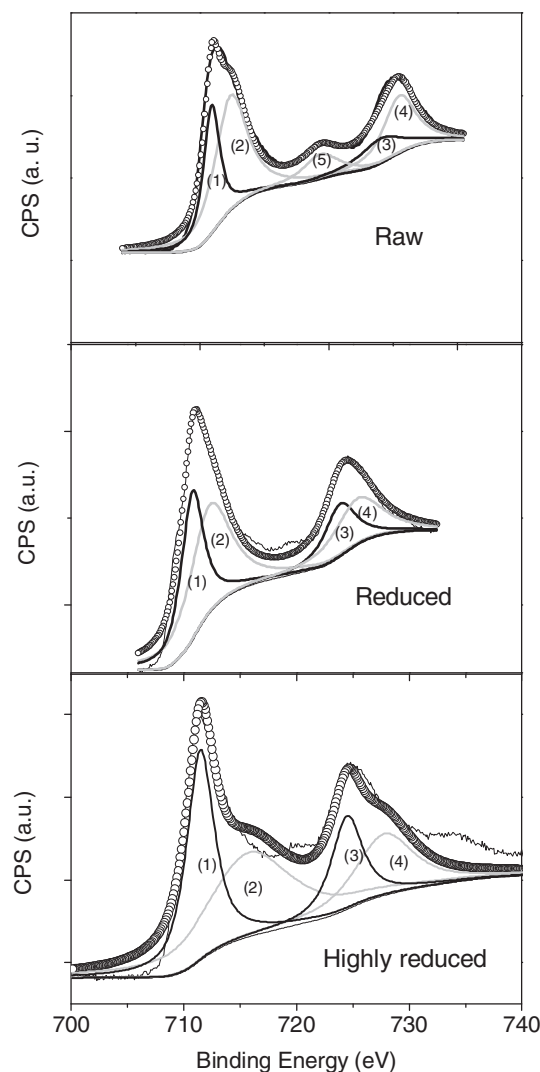 CPS (a. u.)
(1)
(2)
(5)
(3)
(4)
Raw
CPS (a.u.)
(1)
(2)
(3)
(4)
Reduced
CPS (a.u.)
(1)
(2)
(3)
(4)
Highly reduced
700 710 720 730 740
Binding Energy (eV)